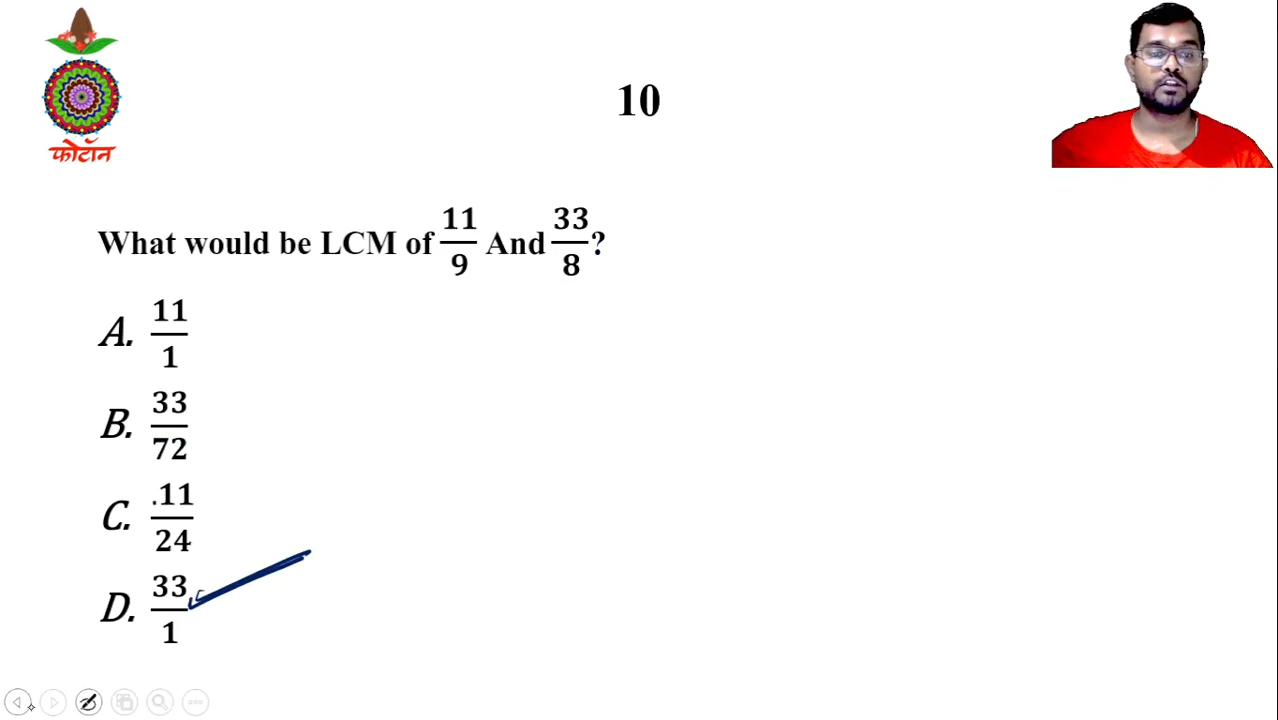 फोटॉन
10
What would be LCM of 11/9 And 33/8?
A. 11/1
B. 33/72
C. .11/24
D. 33/1